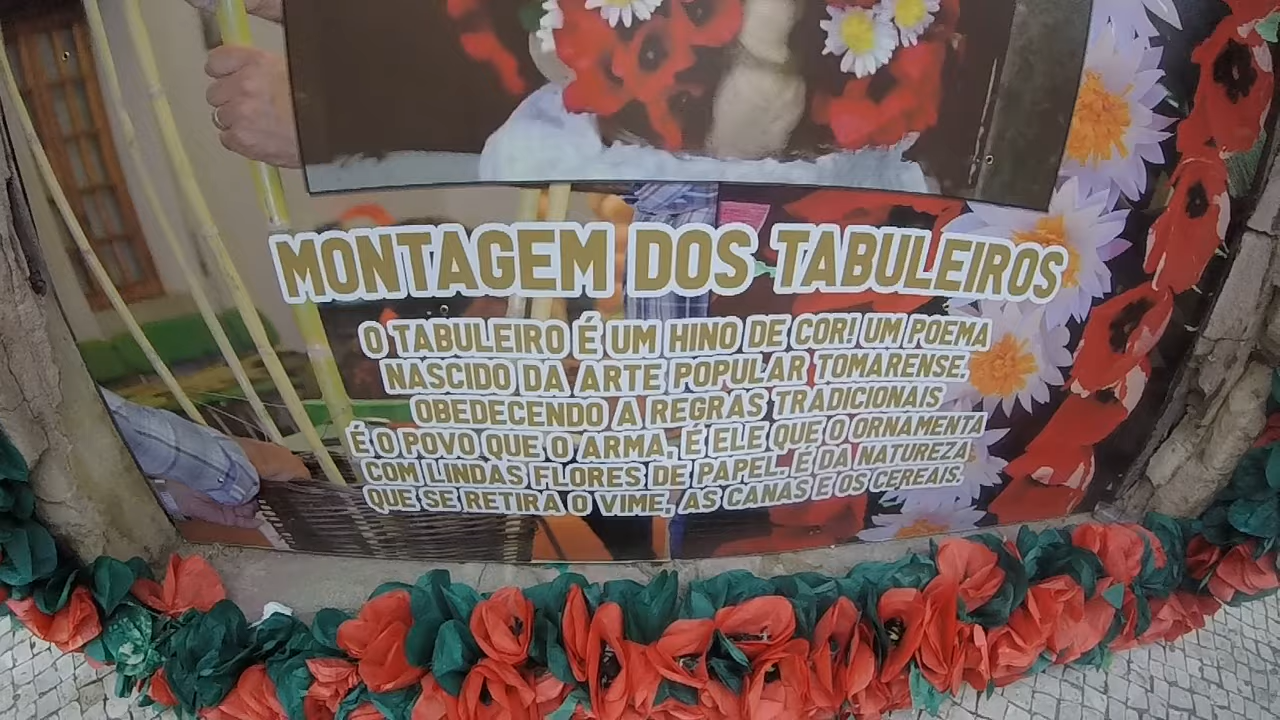 MONTAGEM DOS TABULEIROS
O TABULEIRO É UM HINO DE COR! UM POEMA
NASCIDO DA ARTE POPULAR TOMARENSE.
OBEDECENDO A REGRAS TRADICIONAIS
É O POVO QUE O ARMA, É ELE QUE O ORNAMENTA
COM LINDAS FLORES DE PAPEL. É DA NATUREZA,
QUE SE RETIRA O VIME, AS CANAS E OS CEREAIS.